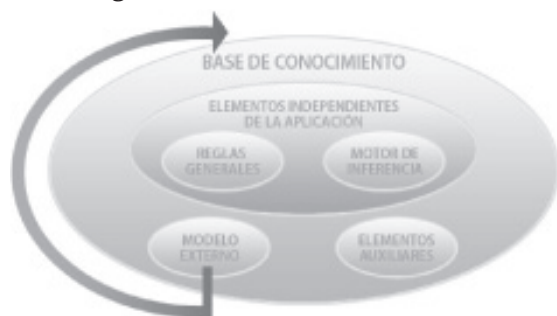 BASE DE CONOCIMIENTO
ELEMENTOS INDEPENDIENTES
DE LA APLICACIÓN
REGLAS
GENERALES
MOTOR DE
INFERENCIA
MODELO
EXTERNO
ELEMENTOS
AUXILIARES